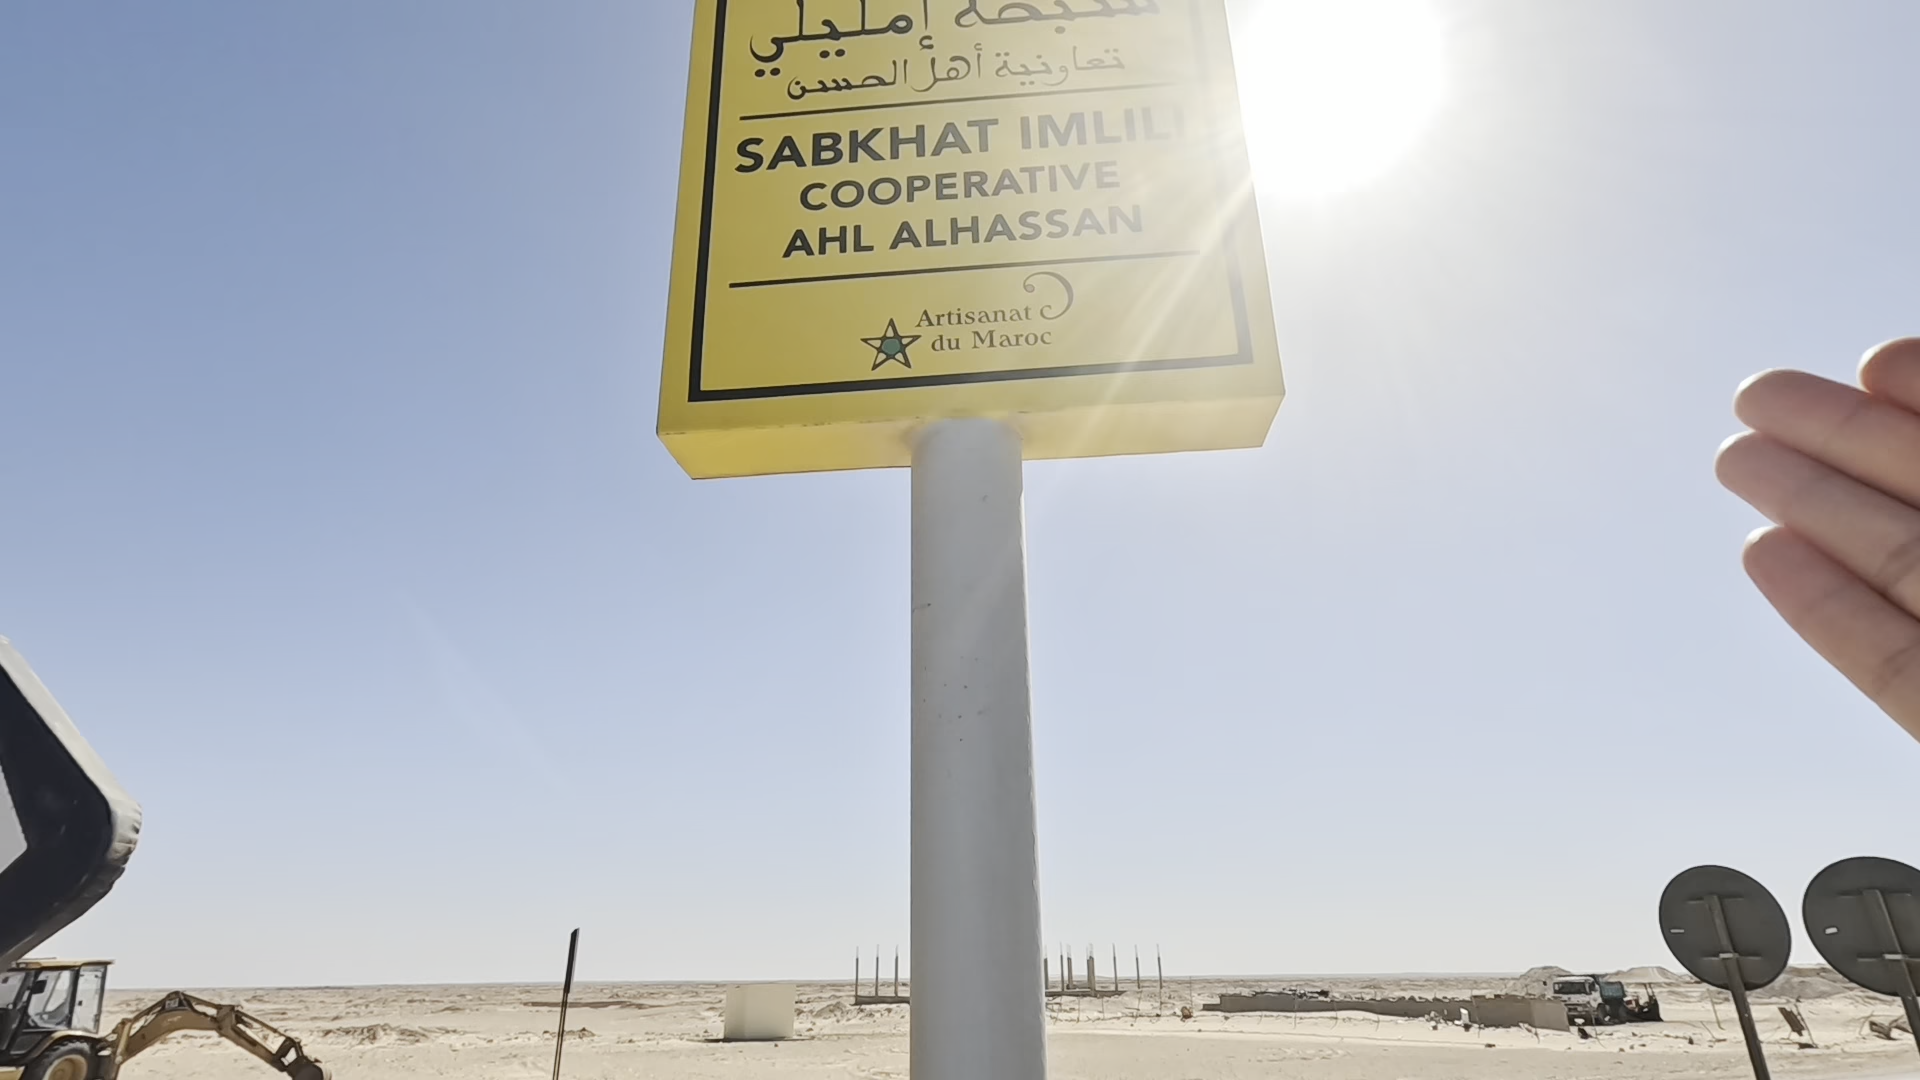 سبخة إمليلي
تعاونية أهل الحسن
SABKHAT IMLILI
COOPERATIVE
AHL ALHASSAN
Artisanat
du Maroc